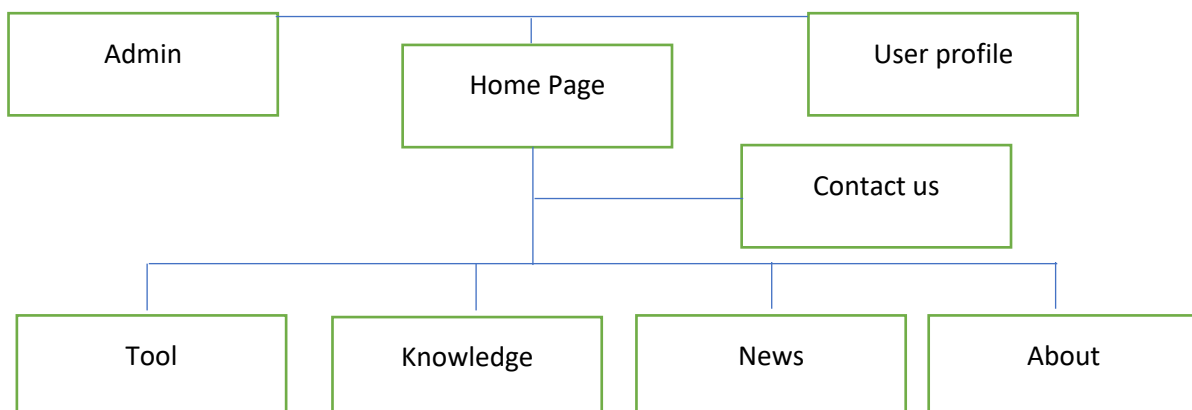 Admin
User profile
Home Page
Contact us
Tool
Knowledge
News
About